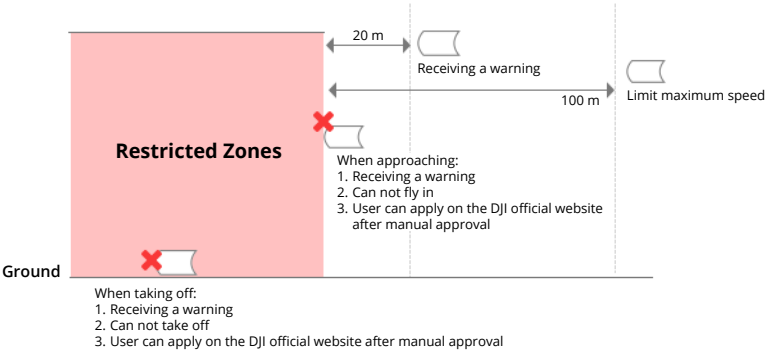 20 m
Receiving a warning
100 m
Limit maximum speed
Restricted Zones
When approaching:
1. Receiving a warning
2. Can not fly in
3. User can apply on the DJI official website
after manual approval
Ground
When taking off:
1. Receiving a warning
2. Can not take off
3. User can apply on the DJI official website after manual approval